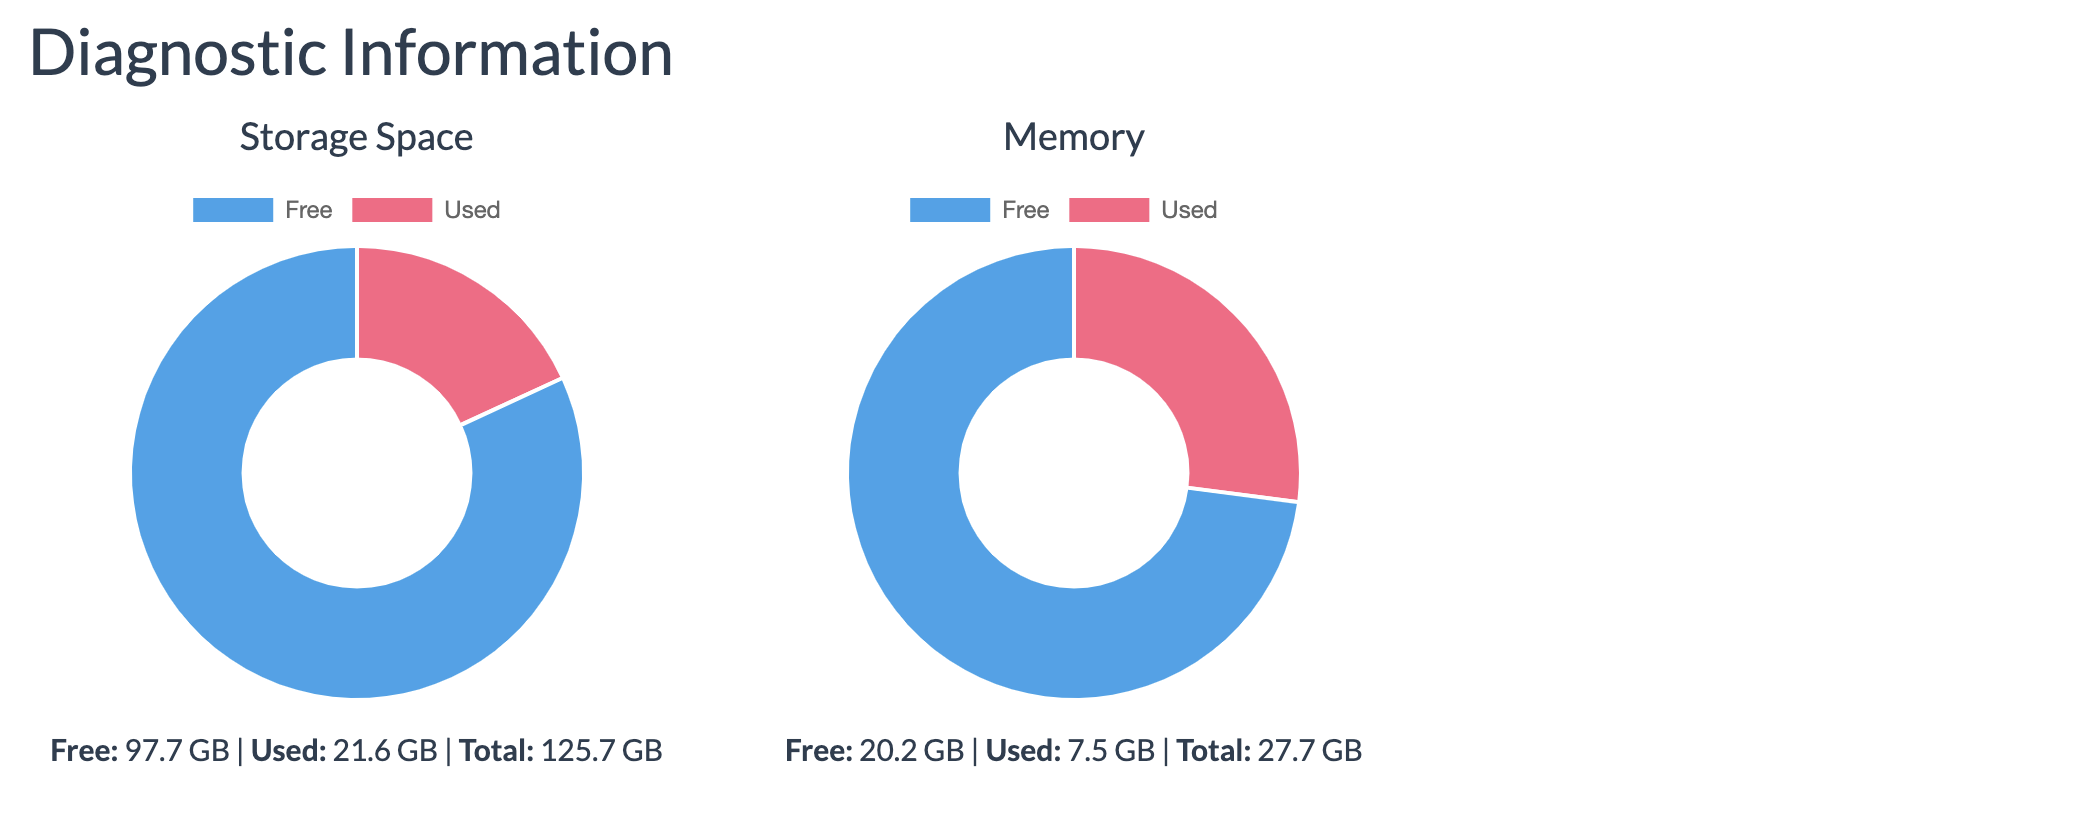 Diagnostic Information
Storage Space
Free Used
Free: 97.7 GB | Used: 21.6 GB | Total: 125.7 GB
Memory
Free Used
Free: 20.2 GB | Used: 7.5 GB | Total: 27.7 GB